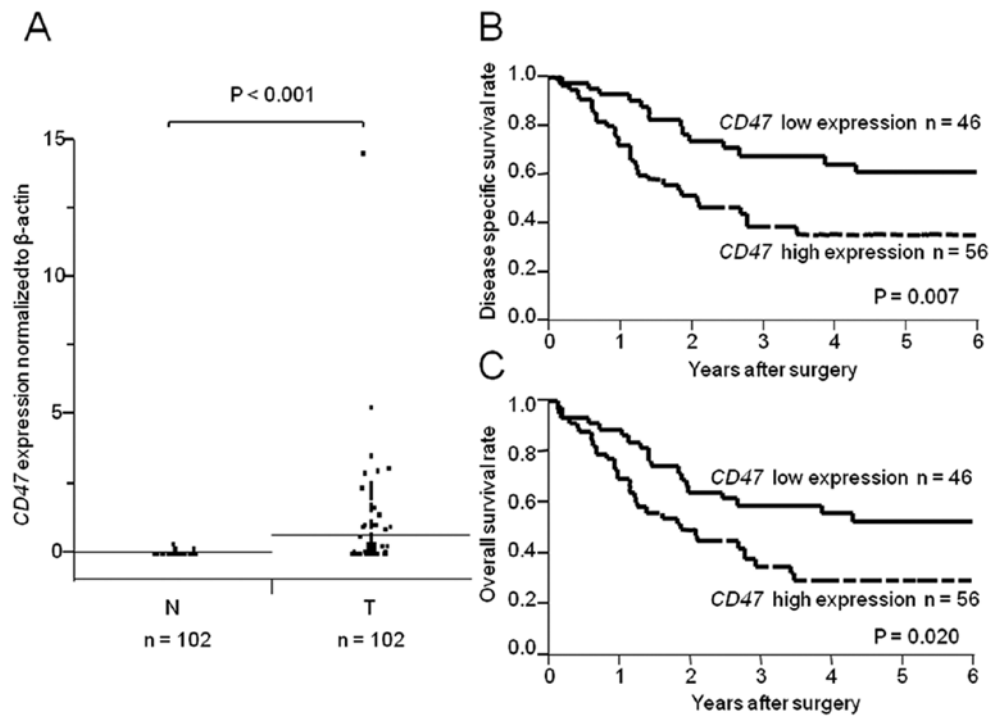 A
P < 0.001
CD47 expression normalized to β-actin
15
10
5
0
N
T
n = 102
n = 102
B
Disease specific survival rate
1.0
0.8
0.6
0.4
0.2
0.0
CD47 low expression n = 46
CD47 high expression n = 56
P = 0.007
0 1 2 3 4 5 6
Years after surgery
C
Overall survival rate
1.0
0.8
0.6
0.4
0.2
0.0
CD47 low expression n = 46
CD47 high expression n = 56
P = 0.020
0 1 2 3 4 5 6
Years after surgery